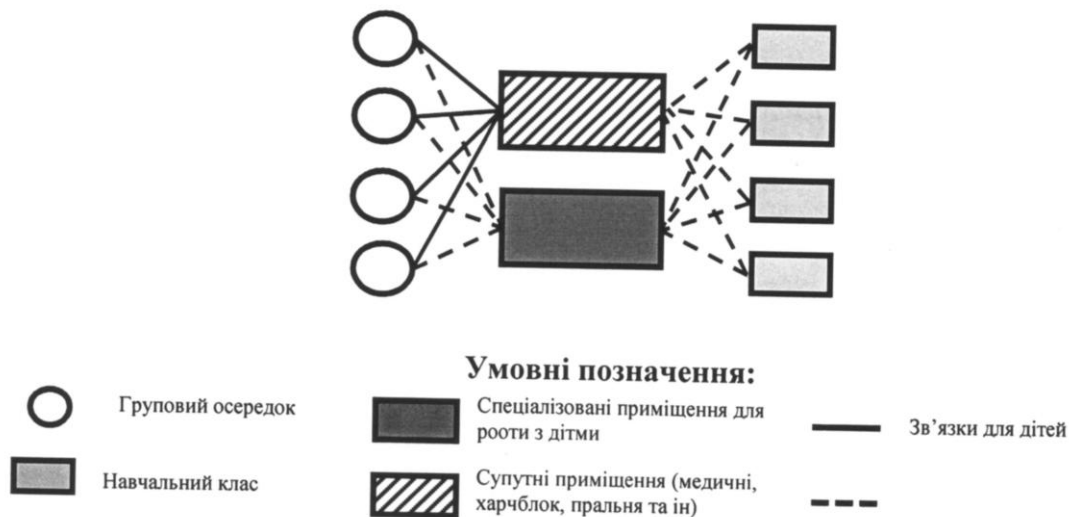 Умовні позначення:
Груповий осередок
Спеціалізовані приміщення для
рооти з дітми
Зв'язки для дітей
Навчальний клас
Супутні приміщення (медичні,
харчблок, пральня та ін)